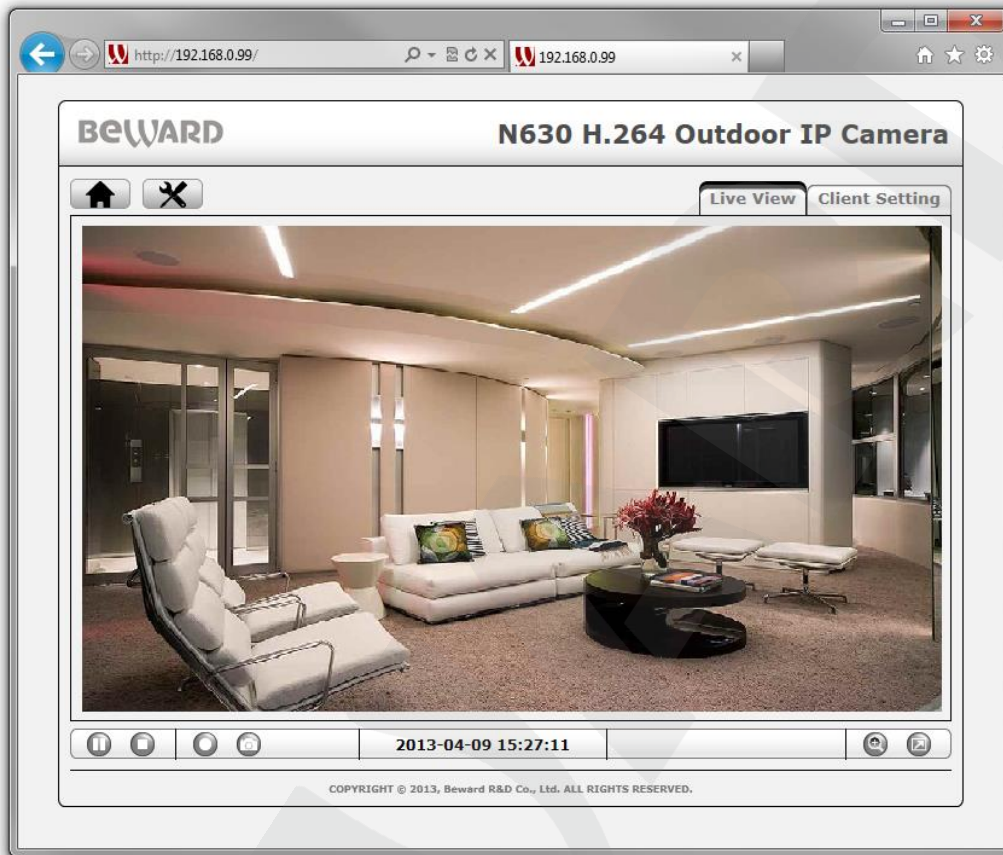 http://192.168.0.99/
192.168.0.99
BEWARD
N630 H.264 Outdoor IP Camera
Live View
Client Setting
2013-04-09 15:27:11
COPYRIGHT © 2013, Beward R&D Co., Ltd. ALL RIGHTS RESERVED.